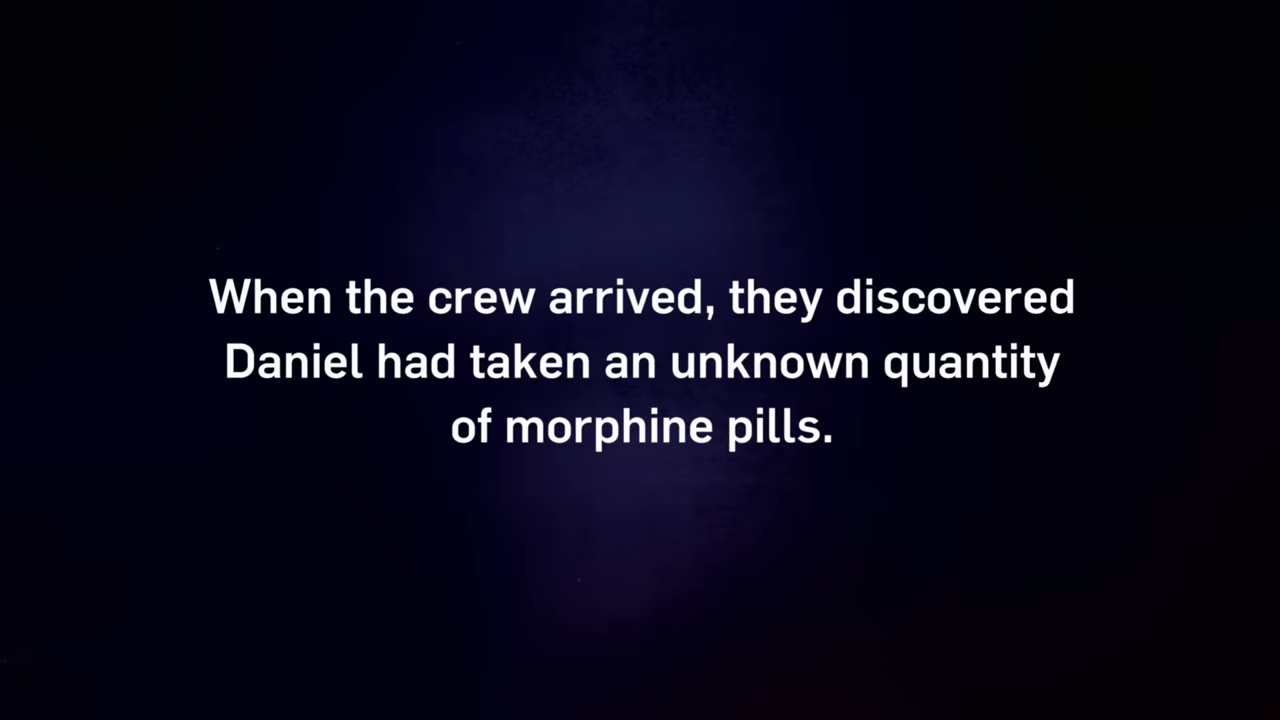 When the crew arrived, they discovered
Daniel had taken an unknown quantity
of morphine pills.